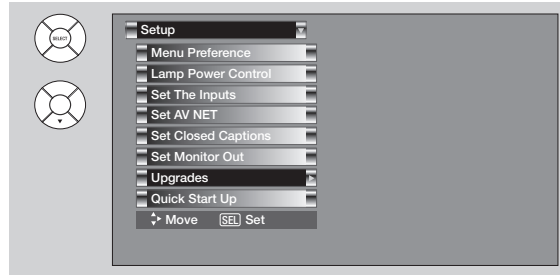 SELECT
Setup
Menu Preference
Lamp Power Control
Set The Inputs
Set AV NET
Set Closed Captions
Set Monitor Out
Upgrades
Quick Start Up
Move SEL Set